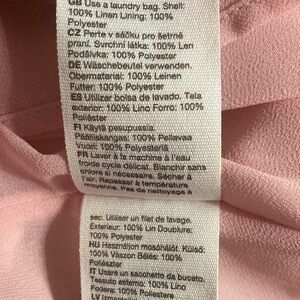 GB Use a laundry bag. Shell:
100% Linen Lining: 100%
Polyester
CZ Perte v sáčku pro šetrné
praní. Svrchní látka: 100% Len
Podšívka: 100% Polyester
DE Wäschebeutel verwenden.
Obermaterial: 100% Leinen
Futter: 100% Polyester
ES Utilizar bolsa de lavado. Tela
exterior: 100% Lino Forro: 100%
Poliéster
FI Käytä pesupussia.
Päällikangas: 100% Pellavaa
Vuori: 100% Polyesteriä
FR Laver à la machine à l'eau
froide cycle délicat. Blanchir sans
chlore si nécessaire. Sécher à
l'air. Repasser à température
moyenne. Pas de nettoyage à
sec. Utiliser un filet de lavage.
Exterieur: 100% Lin Doublure:
100% Polyester
HU Használjon mosóhálót. Külső:
100% Vászon Bélés: 100%
Poliészter
IT Usare un sacchetto da bucato.
Tessuto esterno: 100% Lino
Fodera: 100% Poliestere
LV